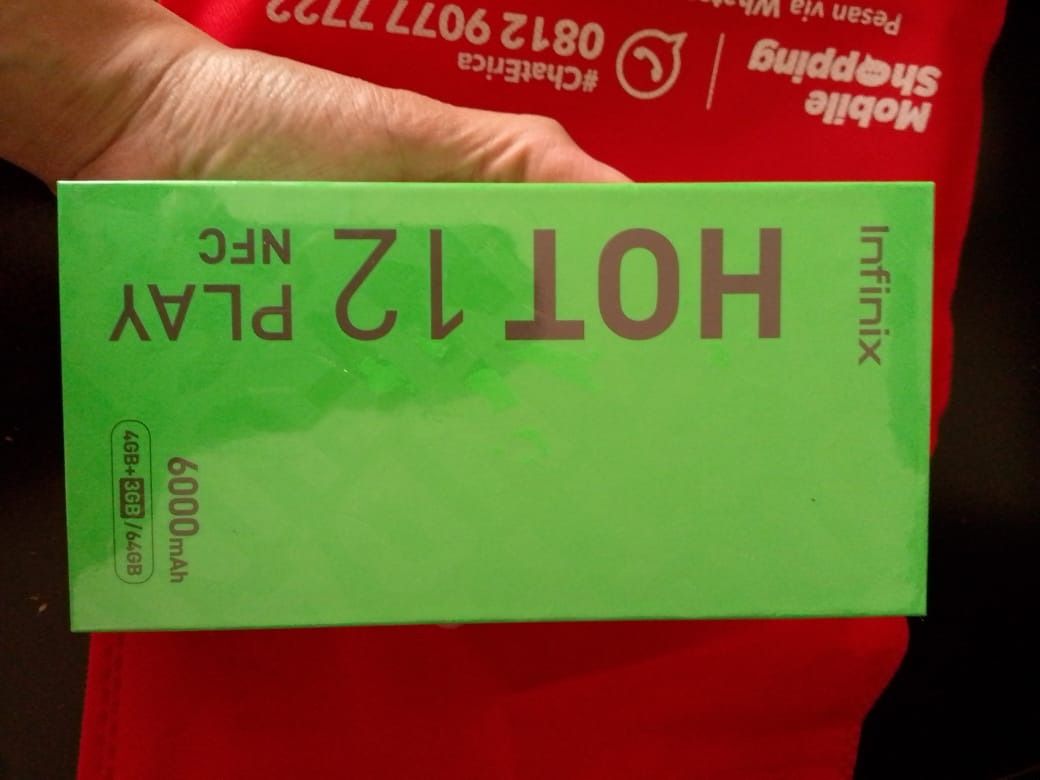 Mobile
Shopping
Pesan via
#ChatErica
0812 9077 7722
Infinix
HOT 12 PLAY
NFC
6000mAh
4GB+3GB/64GB